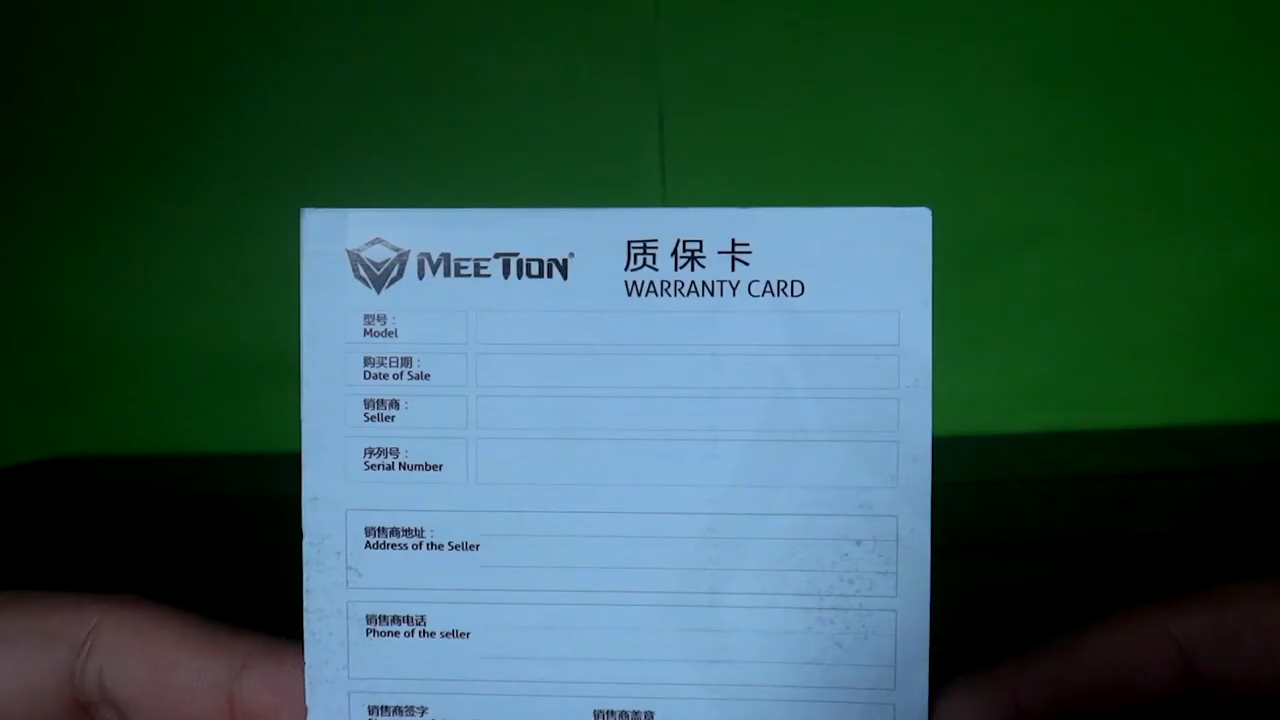 MEETION® 质保卡
WARRANTY CARD
型号：
Model
购买日期：
Date of Sale
销售商：
Seller
序列号：
Serial Number
销售商地址：
Address of the Seller
销售商电话
Phone of the seller
销售商签字 销售商盖章